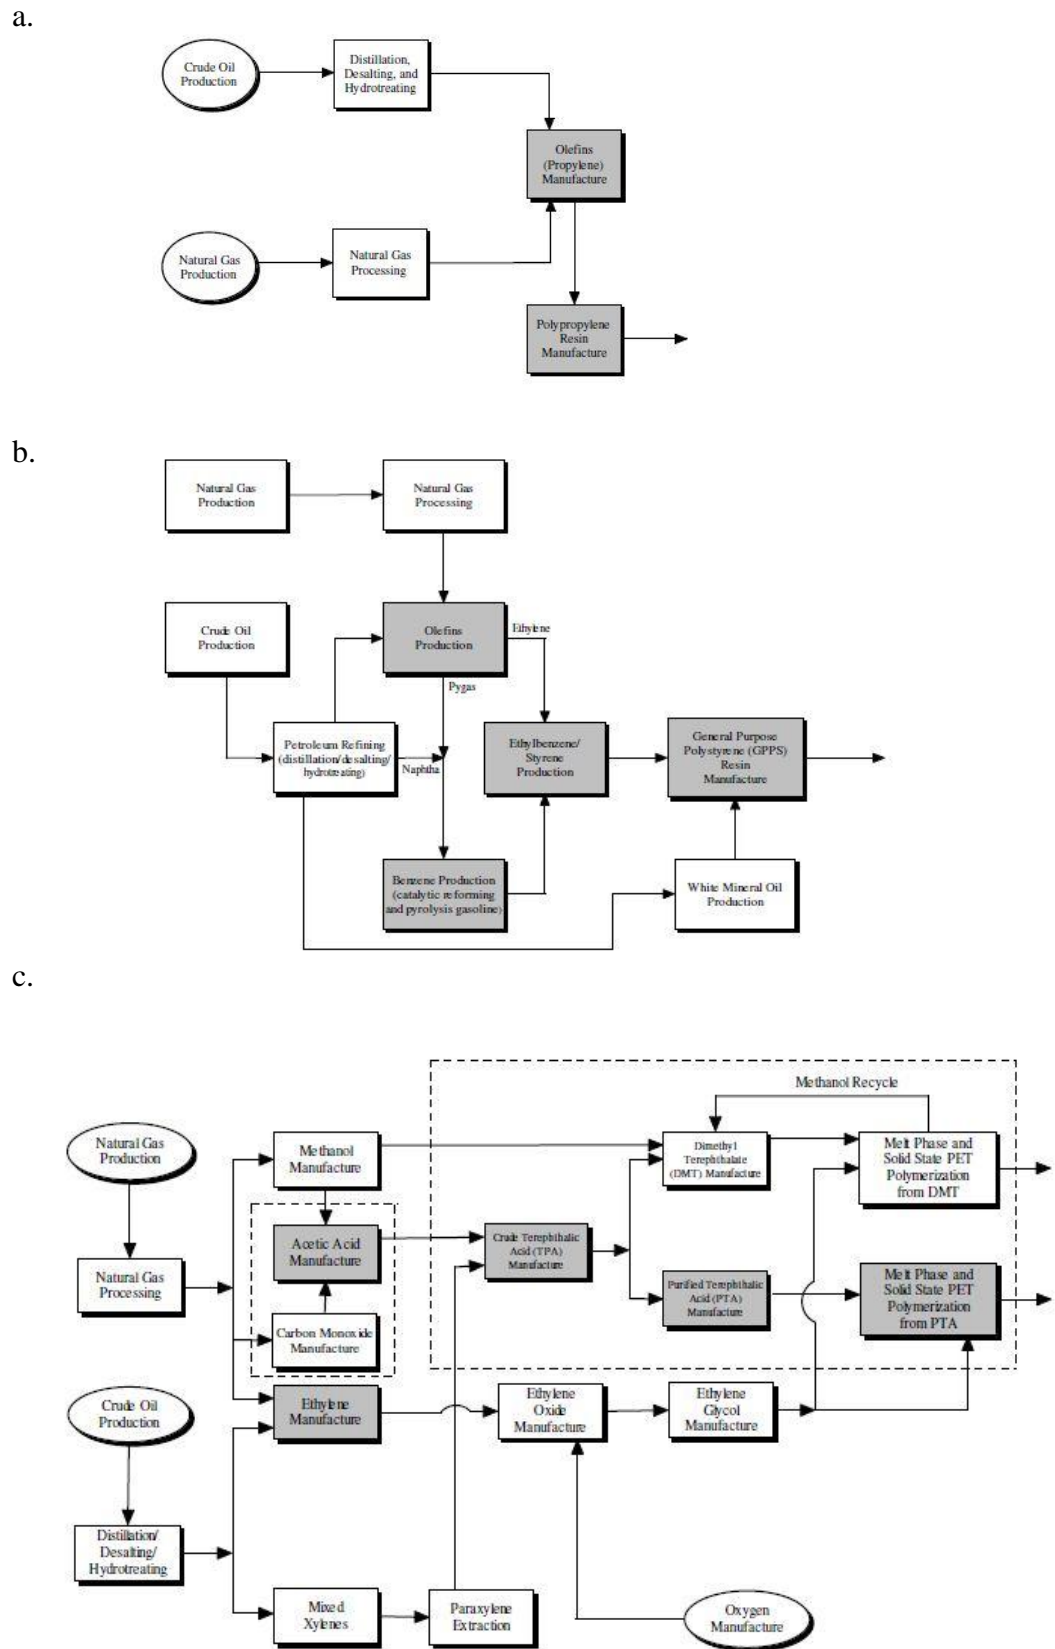 a.
Crude Oil
Production
Distillation,
Desalting, and
Hydrotreating
Olefins
(Propylene)
Manufacture
Natural Gas
Production
Natural Gas
Processing
Polypropylene
Resin
Manufacture
b.
Natural Gas
Production
Natural Gas
Processing
Crude Oil
Production
Olefins
Production
Ethylene
Pygas
Petroleum Refining
(distillation/desalting/
hydrotreating)
Naphtha
Ethylbenzene/
Styrene
Production
General Purpose
Polystyrene (GPPS)
Resin
Manufacture
Benzene Production
(catalytic reforming
and pyrolysis gasoline)
White Mineral Oil
Production
c.
Methanol Recycle
Natural Gas
Production
Methanol
Manufacture
Dimethyl
Terephthalate
(DMT) Manufacture
Melt Phase and
Solid State PET
Polymerization
from DMT
Acetic Acid
Manufacture
Crude Terephthalic
Acid (TPA)
Manufacture
Natural Gas
Processing
Purified Terephthalic
Acid (PTA)
Manufacture
Melt Phase and
Solid State PET
Polymerization
from PTA
Carbon Monoxide
Manufacture
Crude Oil
Production
Ethylene
Manufacture
Ethylene
Oxide
Manufacture
Ethylene
Glycol
Manufacture
Distillation/
Desalting/
Hydrotreating
Mixed
Xylenes
Paraxylene
Extraction
Oxygen
Manufacture